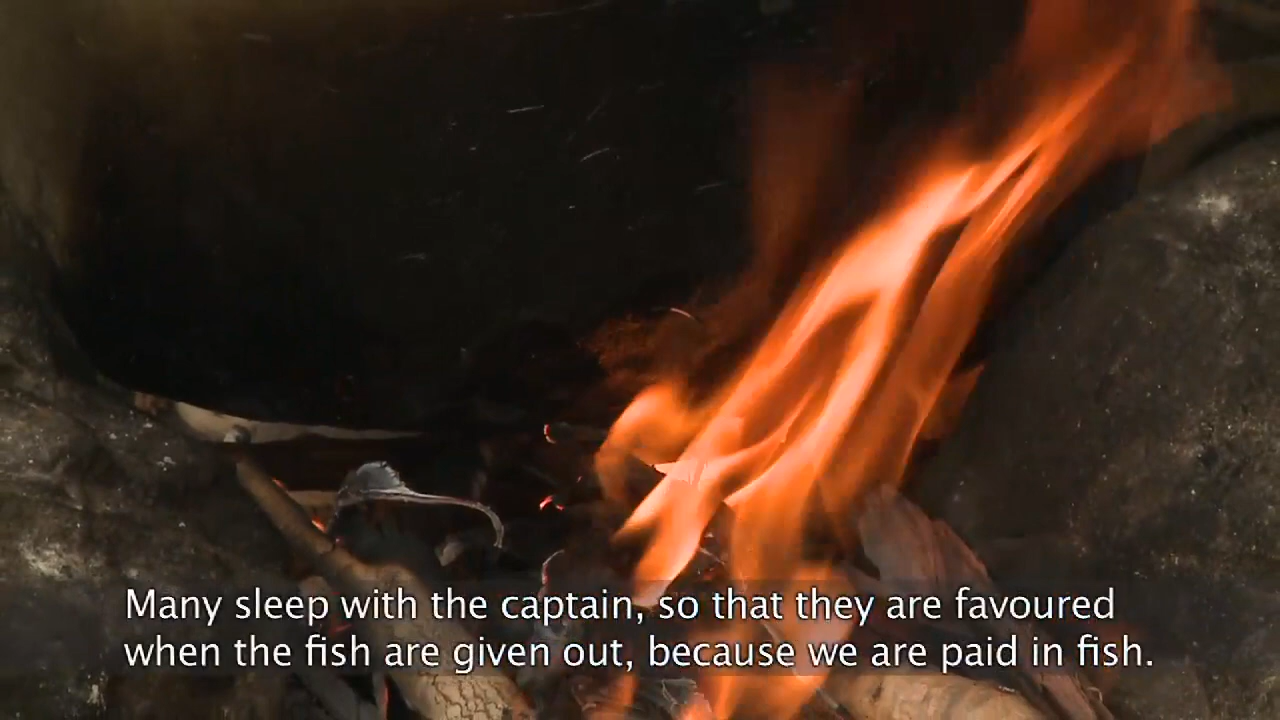 Many sleep with the captain, so that they are favoured
when the fish are given out, because we are paid in fish.